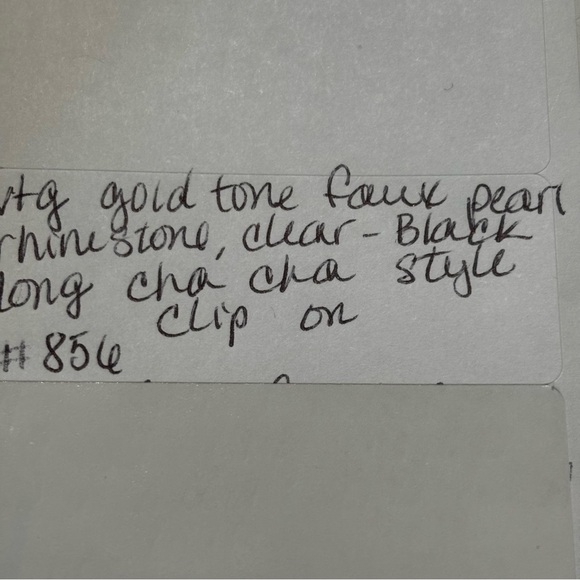 vtg gold tone faux pearl
rhinestone, clear - Black
long cha cha style
clip on
# 856